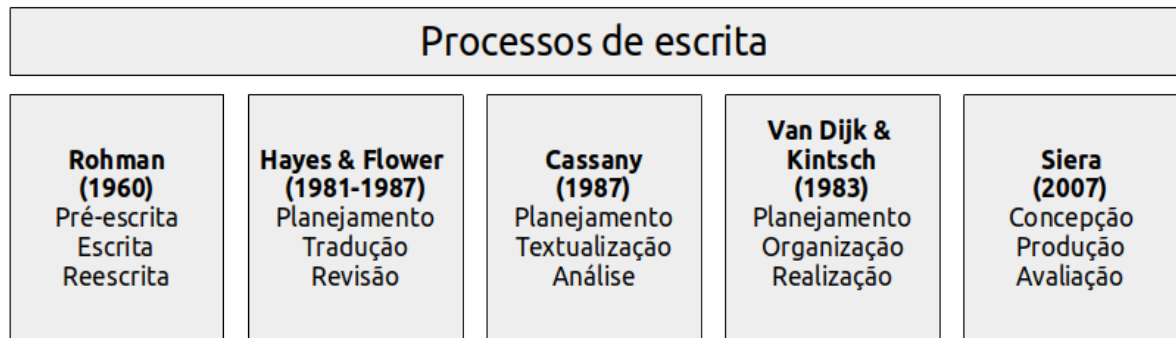 Processos de escrita
Rohman
(1960)
Pré-escrita
Escrita
Reescrita
Hayes & Flower
(1981-1987)
Planejamento
Tradução
Revisão
Cassany
(1987)
Planejamento
Textualização
Análise
Van Dijk &
Kintsch
(1983)
Planejamento
Organização
Realização
Siera
(2007)
Concepção
Produção
Avaliação